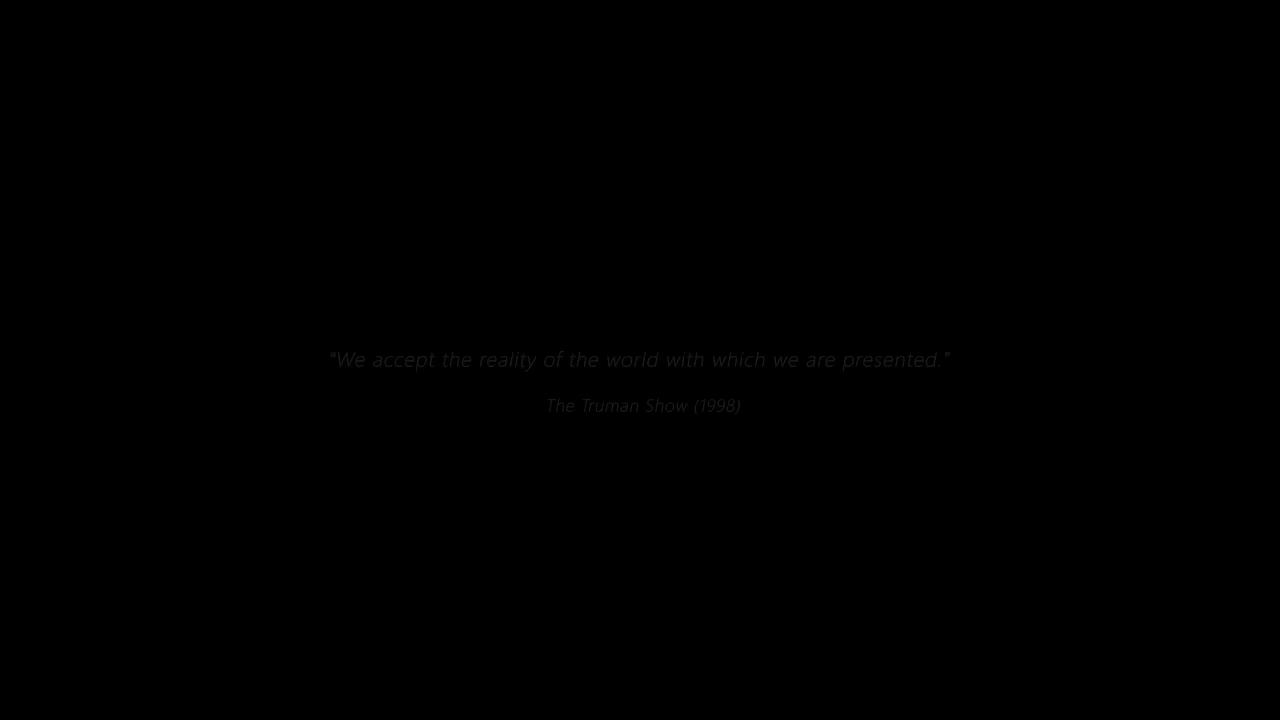 "We accept the reality of the world with which we are presented."
The Truman Show (1998)